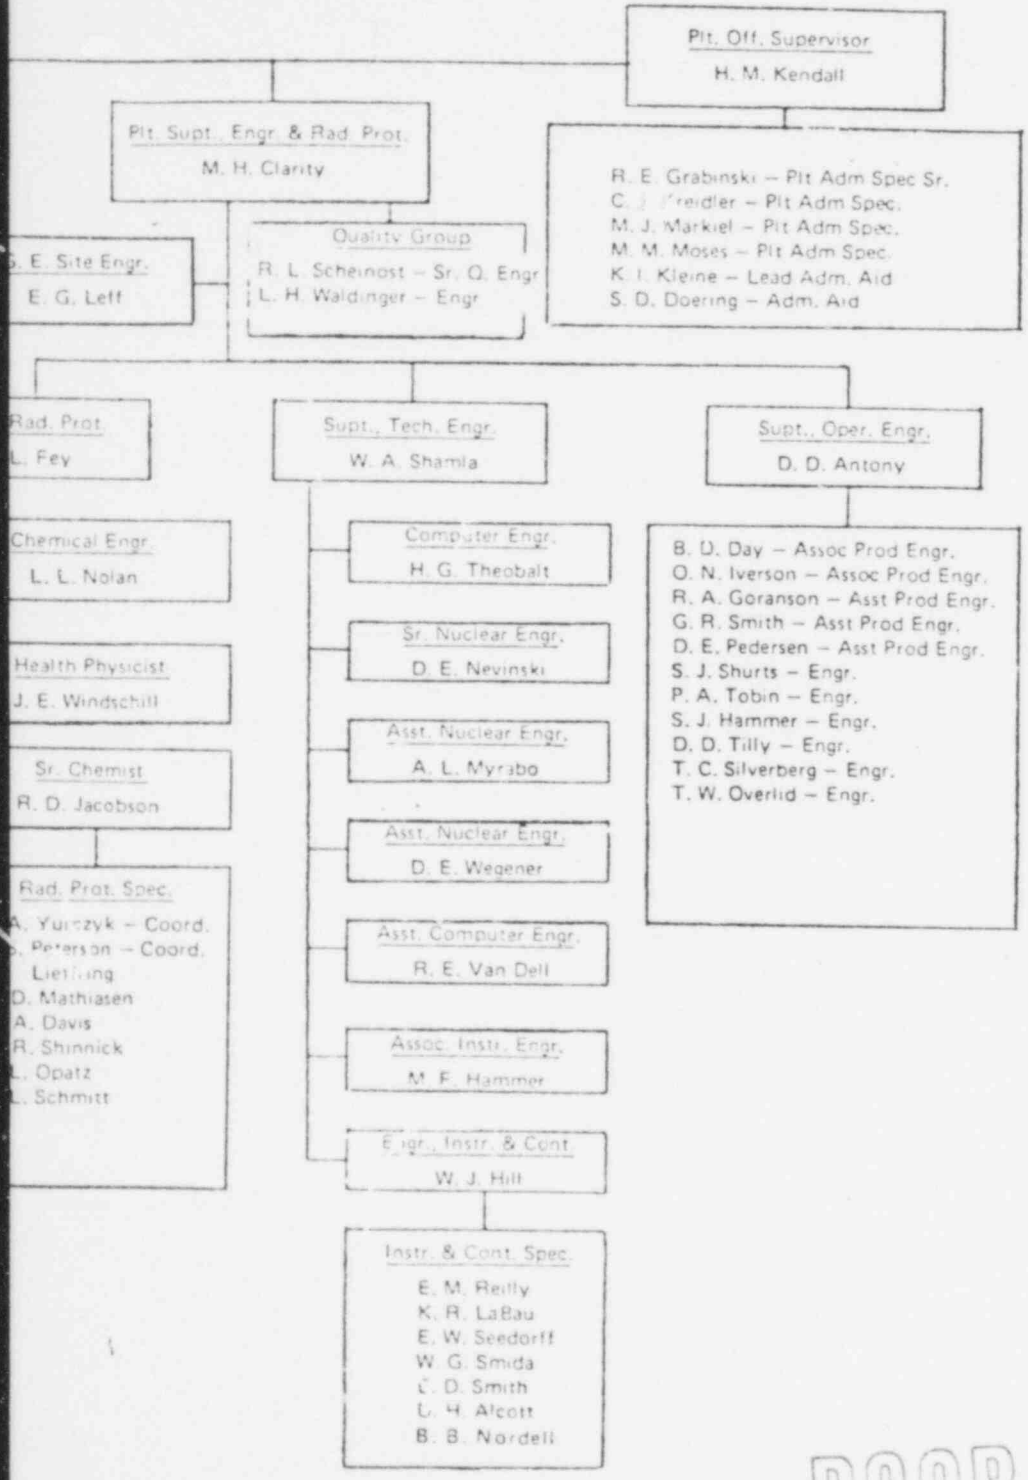 Plt. Off. Supervisor
H. M. Kendall
Plt. Supt., Engr. & Rad. Prot.
M. H. Clarity
R. E. Grabinski – Plt Adm Spec Sr.
C. – Plt Adm Spec.
M. J. Markiel – Plt Adm Spec.
M. M. Moses – Plt Adm Spec.
K. I. Kleine – Lead Adm. Aid
S. D. Doering – Adm. Aid
Quality Group
R. L. Scheinost – Sr. Q. Engr
L. H. Waldinger – Engr
E. Site Engr.
E. G. Leff
Rad. Prot.
L. Fey
Supt., Tech. Engr.
W. A. Shamla
Supt., Oper. Engr.
D. D. Antony
Chemical Engr.
L. L. Nolan
Health Physicist
J. E. Windschill
Sr. Chemist
R. D. Jacobson
Rad. Prot. Spec.
A. Yurczyk – Coord.
Peterson – Coord.
D. Mathiasen
A. Davis
R. Shinnick
L. Opatz
L. Schmitt
Computer Engr.
H. G. Theobalt
Sr. Nuclear Engr.
D. E. Nevinski
Asst. Nuclear Engr.
A. L. Myrabo
Asst. Nuclear Engr.
D. E. Wegener
Asst. Computer Engr.
R. E. Van Dell
Assoc. Instr. Engr.
M. F. Hammer
Engr., Instr. & Cont.
W. J. Hill
Instr. & Cont. Spec.
E. M. Reilly
K. R. LaBau
E. W. Seedorff
W. G. Smida
D. Smith
H. Alcott
B. B. Nordell
B. D. Day – Assoc Prod Engr.
O. N. Iverson – Assoc Prod Engr.
R. A. Goranson – Asst Prod Engr.
G. R. Smith – Asst Prod Engr.
D. E. Pedersen – Asst Prod Engr.
S. J. Shurts – Engr.
P. A. Tobin – Engr.
S. J. Hammer – Engr.
D. D. Tilly – Engr.
T. C. Silverberg – Engr.
T. W. Overlid – Engr.
POOR